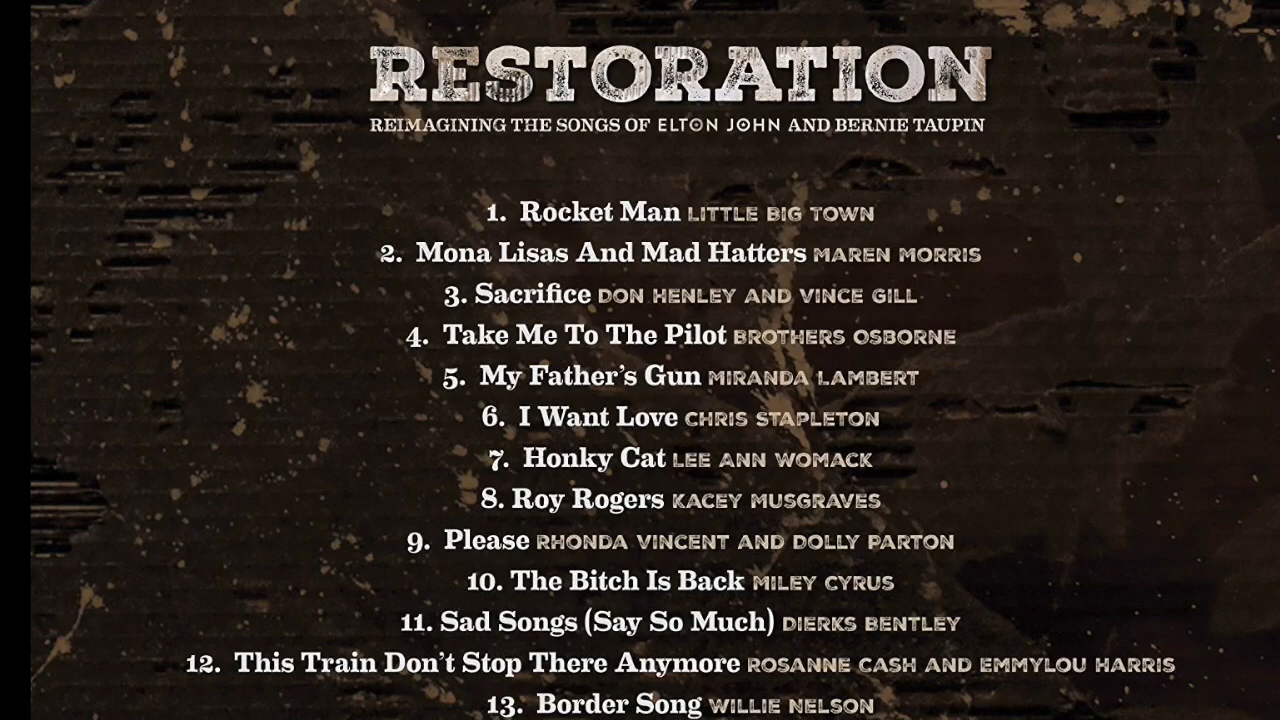 RESTORATION
REIMAGINING THE SONGS OF ELTON JOHN AND BERNIE TAUPIN
1. Rocket Man LITTLE BIG TOWN
2. Mona Lisas And Mad Hatters MAREN MORRIS
3. Sacrifice DON HENLEY AND VINCE GILL
4. Take Me To The Pilot BROTHERS OSBORNE
5. My Father's Gun MIRANDA LAMBERT
6. I Want Love CHRIS STAPLETON
7. Honky Cat LEE ANN WOMACK
8. Roy Rogers KACEY MUSGRAVES
9. Please RHONDA VINCENT AND DOLLY PARTON
10. The Bitch Is Back MILEY CYRUS
11. Sad Songs (Say So Much) DIERKS BENTLEY
12. This Train Don't Stop There Anymore ROSANNE CASH AND EMMYLOU HARRIS
13. Border Song WILLIE NELSON